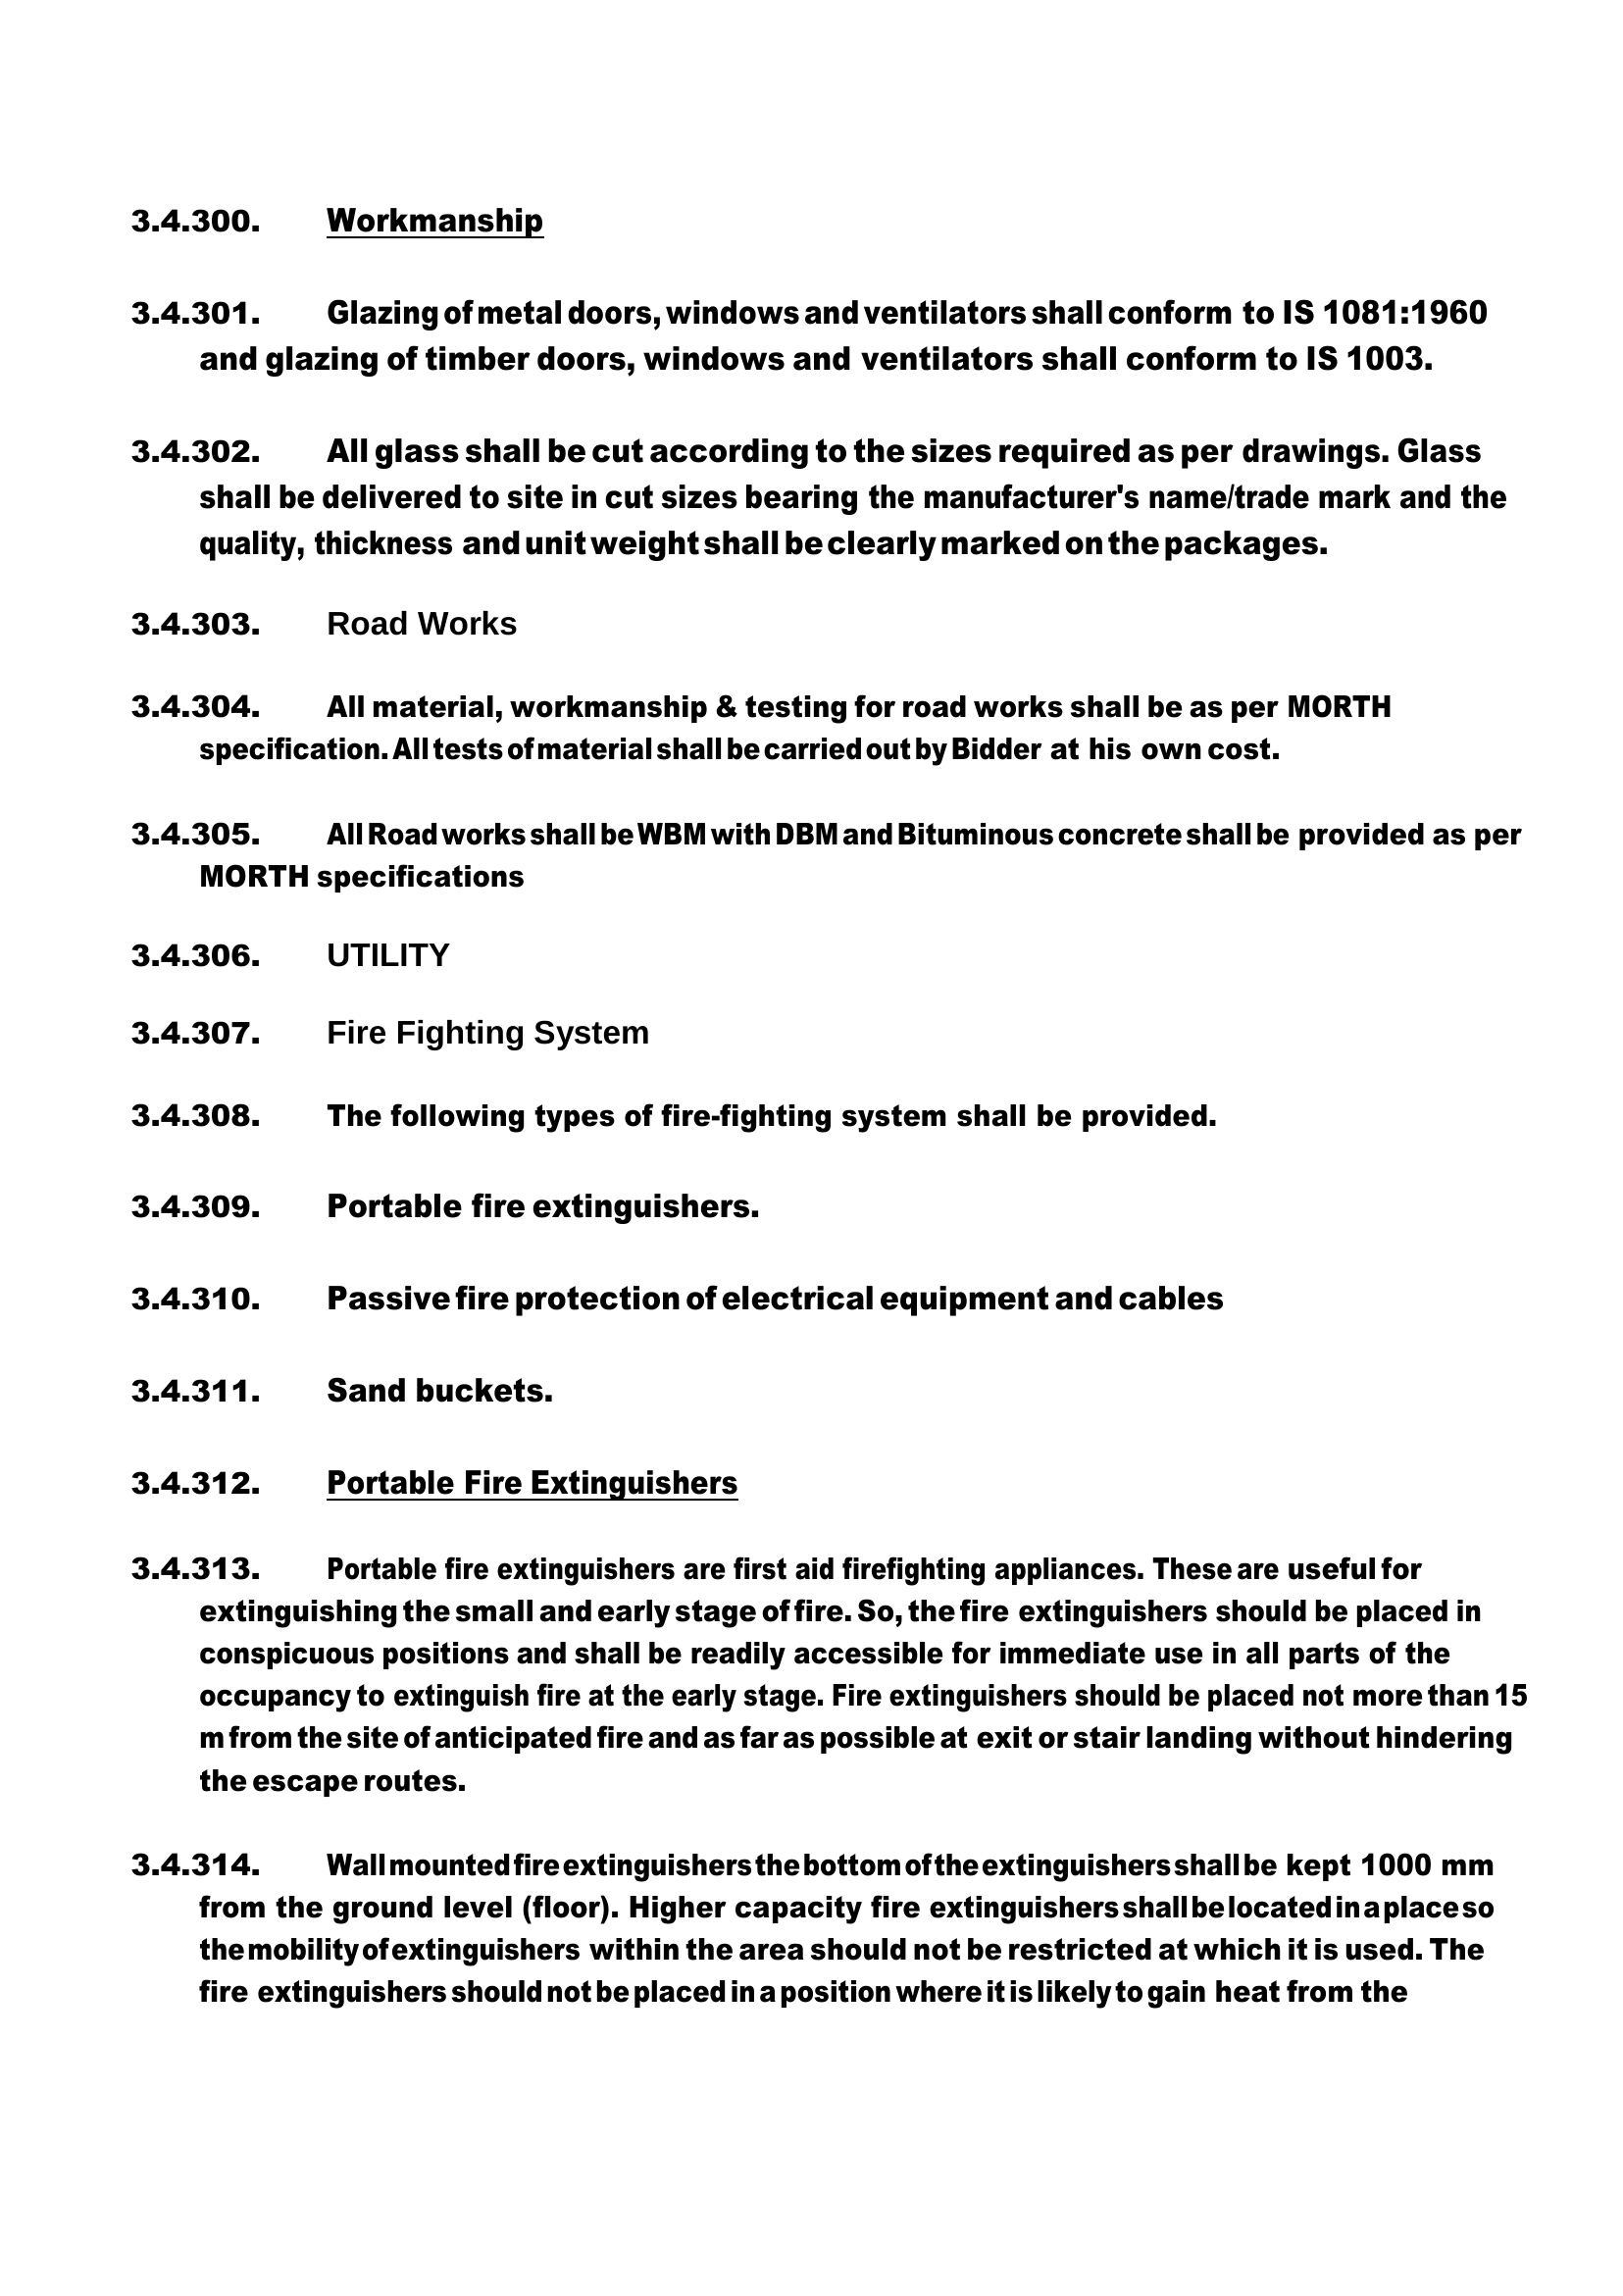 3.4.300. Workmanship
3.4.301. Glazing of metal doors, windows and ventilators shall conform to IS 1081:1960
and glazing of timber doors, windows and ventilators shall conform to IS 1003.
3.4.302. All glass shall be cut according to the sizes required as per drawings. Glass
shall be delivered to site in cut sizes bearing the manufacturer's name/trade mark and the
quality, thickness and unit weight shall be clearly marked on the packages.
3.4.303. Road Works
3.4.304. All material, workmanship & testing for road works shall be as per MORTH
specification. All tests of material shall be carried out by Bidder at his own cost.
3.4.305. All Road works shall be WBM with DBM and Bituminous concrete shall be provided as per
MORTH specifications
3.4.306. UTILITY
3.4.307. Fire Fighting System
3.4.308. The following types of fire-fighting system shall be provided.
3.4.309. Portable fire extinguishers.
3.4.310. Passive fire protection of electrical equipment and cables
3.4.311. Sand buckets.
3.4.312. Portable Fire Extinguishers
3.4.313. Portable fire extinguishers are first aid firefighting appliances. These are useful for
extinguishing the small and early stage of fire. So, the fire extinguishers should be placed in
conspicuous positions and shall be readily accessible for immediate use in all parts of the
occupancy to extinguish fire at the early stage. Fire extinguishers should be placed not more than 15
m from the site of anticipated fire and as far as possible at exit or stair landing without hindering
the escape routes.
3.4.314. Wall mounted fire extinguishers the bottom of the extinguishers shall be kept 1000 mm
from the ground level (floor). Higher capacity fire extinguishers shall be located in a place so
the mobility of extinguishers within the area should not be restricted at which it is used. The
fire extinguishers should not be placed in a position where it is likely to gain heat from the